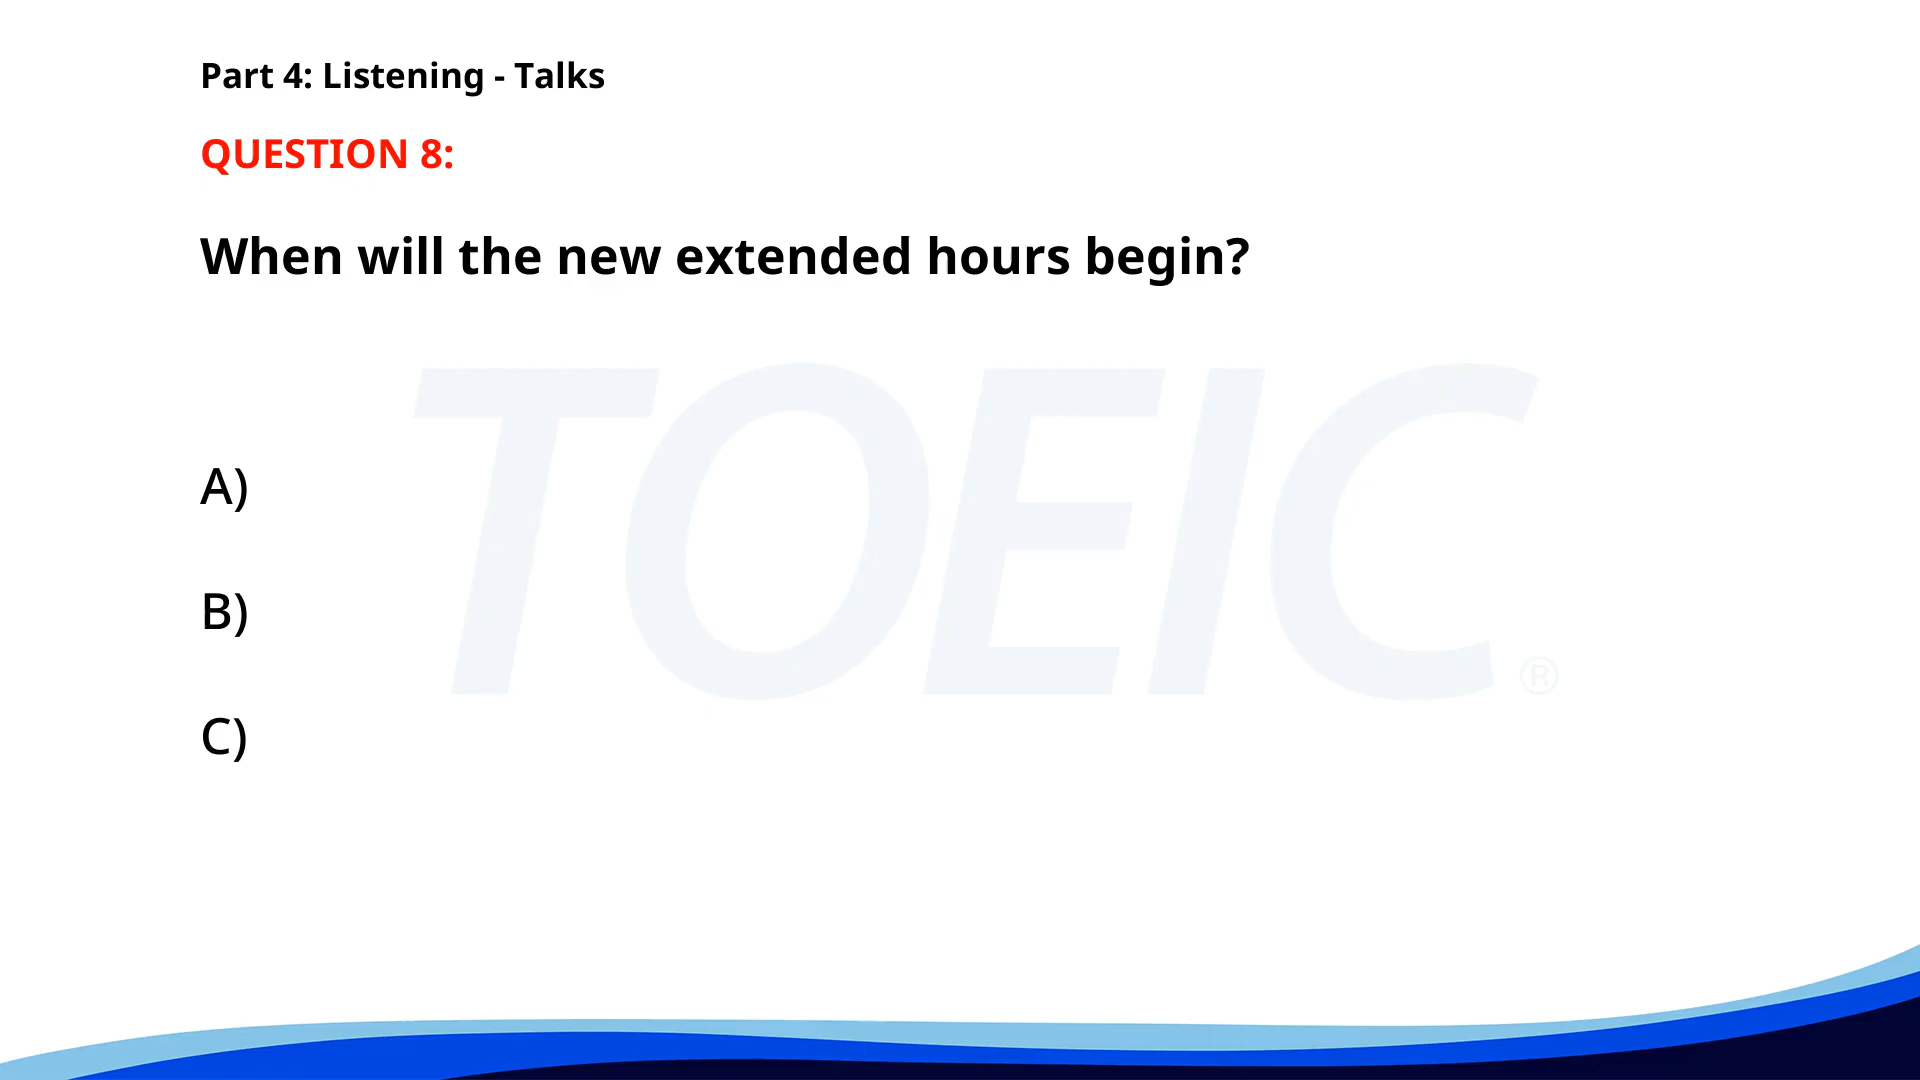 Part 4: Listening - Talks
QUESTION 8:
When will the new extended hours begin?
TOEIC®
A)
B)
C)